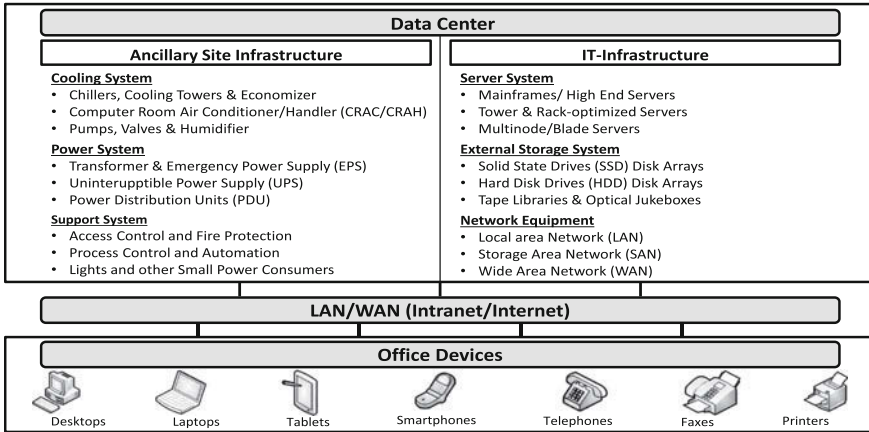 Data Center
Ancillary Site Infrastructure
Cooling System
• Chillers, Cooling Towers & Economizer
• Computer Room Air Conditioner/Handler (CRAC/CRAH)
• Pumps, Valves & Humidifier
Power System
• Transformer & Emergency Power Supply (EPS)
• Uninteruptible Power Supply (UPS)
• Power Distribution Units (PDU)
Support System
• Access Control and Fire Protection
• Process Control and Automation
• Lights and other Small Power Consumers
IT-Infrastructure
Server System
• Mainframes/ High End Servers
• Tower & Rack-optimized Servers
• Multinode/Blade Servers
External Storage System
• Solid State Drives (SSD) Disk Arrays
• Hard Disk Drives (HDD) Disk Arrays
• Tape Libraries & Optical Jukeboxes
Network Equipment
• Local area Network (LAN)
• Storage Area Network (SAN)
• Wide Area Network (WAN)
LAN/WAN (Intranet/Internet)
Office Devices
Desktops
Laptops
Tablets
Smartphones
Telephones
Faxes
Printers